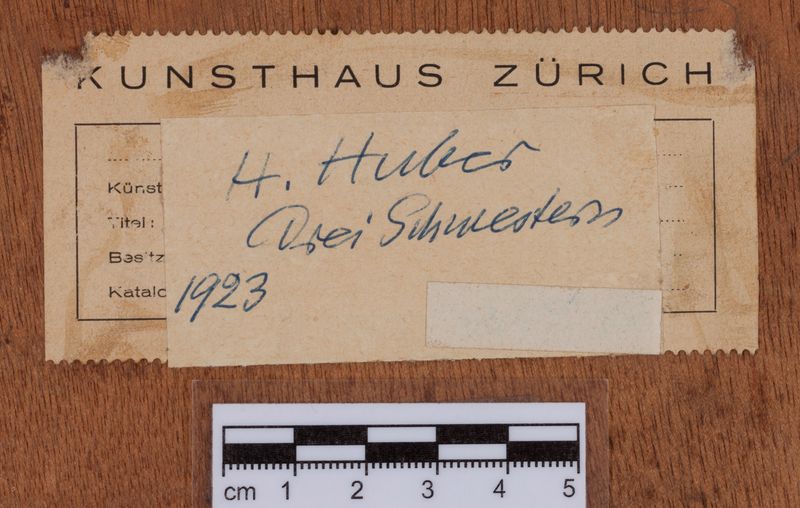 KUNSTHAUS ZÜRICH
Künst
Titel:
Besitz
Katalo
H. Huber
Drei Schwestern
1923
cm 1 2 3 4 5